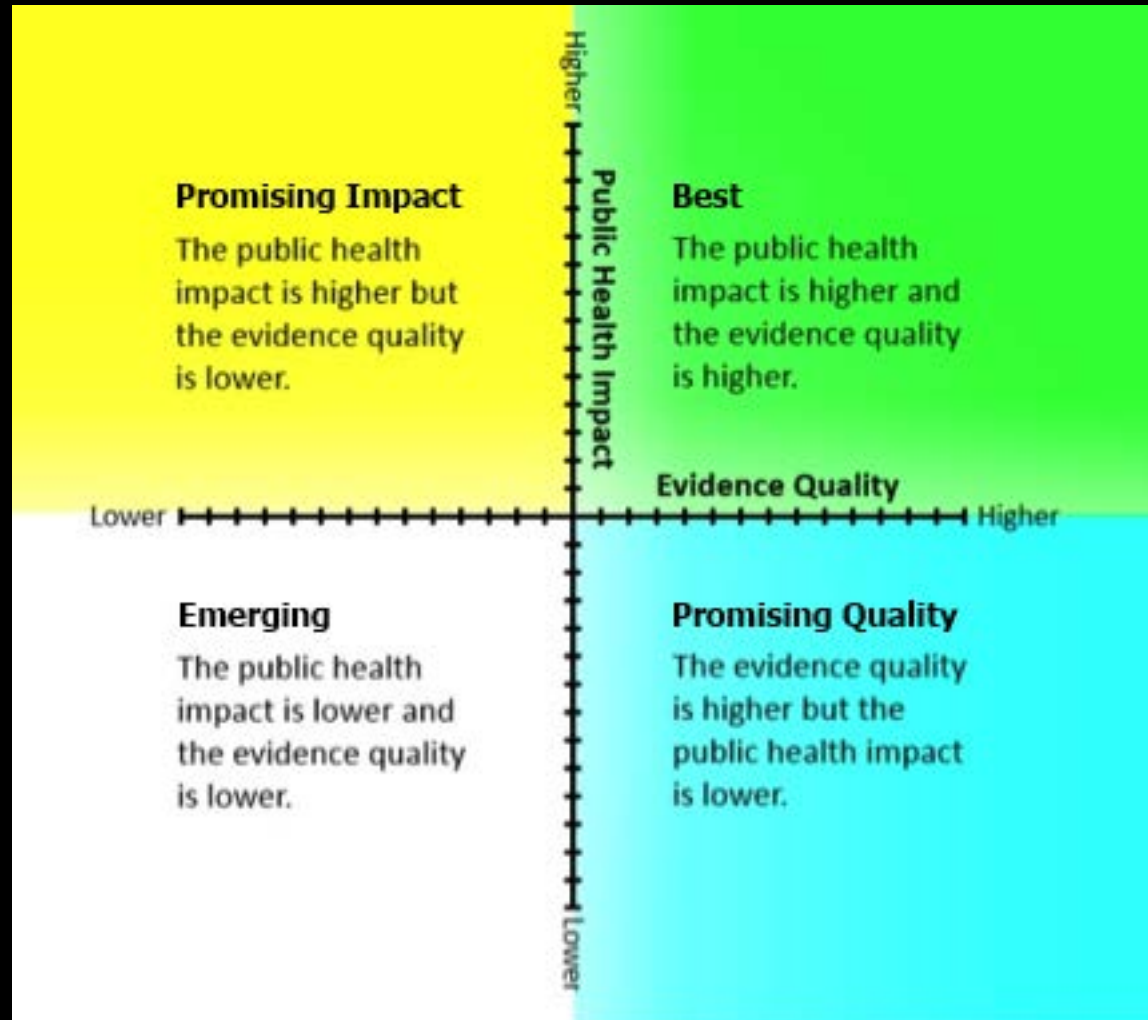 Higher
Public Health Impact
Promising Impact
The public health
impact is higher but
the evidence quality
is lower.
Best
The public health
impact is higher and
the evidence quality
is higher.
Evidence Quality
Lower
Higher
Emerging
The public health
impact is lower and
the evidence quality
is lower.
Promising Quality
The evidence quality
is higher but the
public health impact
is lower.
Lower